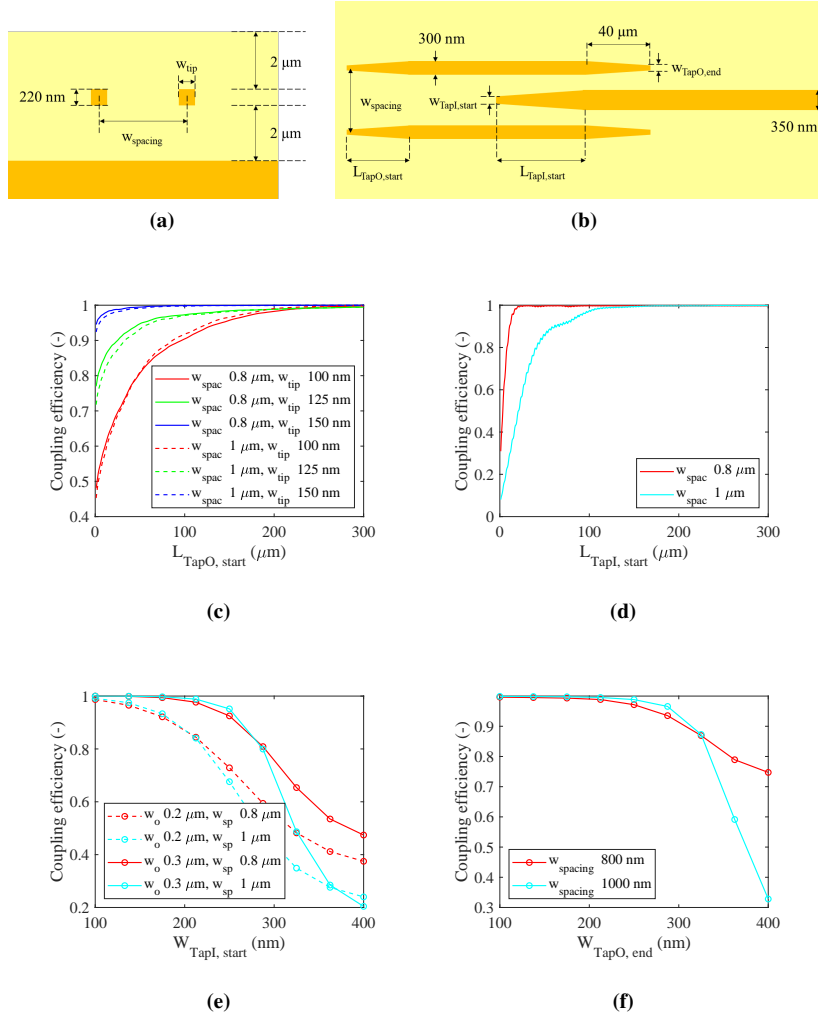 w_tip
2 µm
220 nm
w_spacing
2 µm
(a)
300 nm
40 µm
w_TapO,end
w_spacing
w_TapI,start
350 nm
L_TapO,start
L_TapI,start
(b)
Coupling efficiency (-)
1
0.9
0.8
0.7
0.6
0.5
0.4
w_spac 0.8 µm, w_tip 100 nm
w_spac 0.8 µm, w_tip 125 nm
w_spac 0.8 µm, w_tip 150 nm
w_spac 1 µm, w_tip 100 nm
w_spac 1 µm, w_tip 125 nm
w_spac 1 µm, w_tip 150 nm
0 100 200 300
L_TapO, start (µm)
(c)
Coupling efficiency (-)
1
0.8
0.6
0.4
0.2
0
w_spac 0.8 µm
w_spac 1 µm
0 100 200 300
L_TapI, start (µm)
(d)
Coupling efficiency (-)
1
0.8
0.6
0.4
0.2
w_o 0.2 µm, w_sp 0.8 µm
w_o 0.2 µm, w_sp 1 µm
w_o 0.3 µm, w_sp 0.8 µm
w_o 0.3 µm, w_sp 1 µm
100 200 300 400
W_TapI, start (nm)
(e)
Coupling efficiency (-)
1
0.9
0.8
0.7
0.6
0.5
0.4
0.3
w_spacing 800 nm
w_spacing 1000 nm
100 200 300 400
W_TapO, end (nm)
(f)